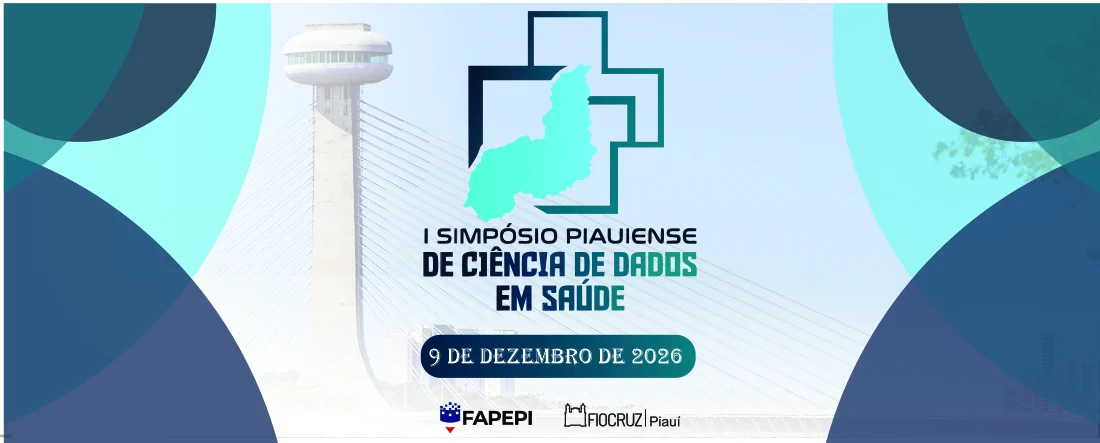 I SIMPÓSIO PIAUIENSE
DE CIÊNCIA DE DADOS
EM SAÚDE
9 DE DEZEMBRO DE 2026
FAPEPI
FIOCRUZ | Piauí